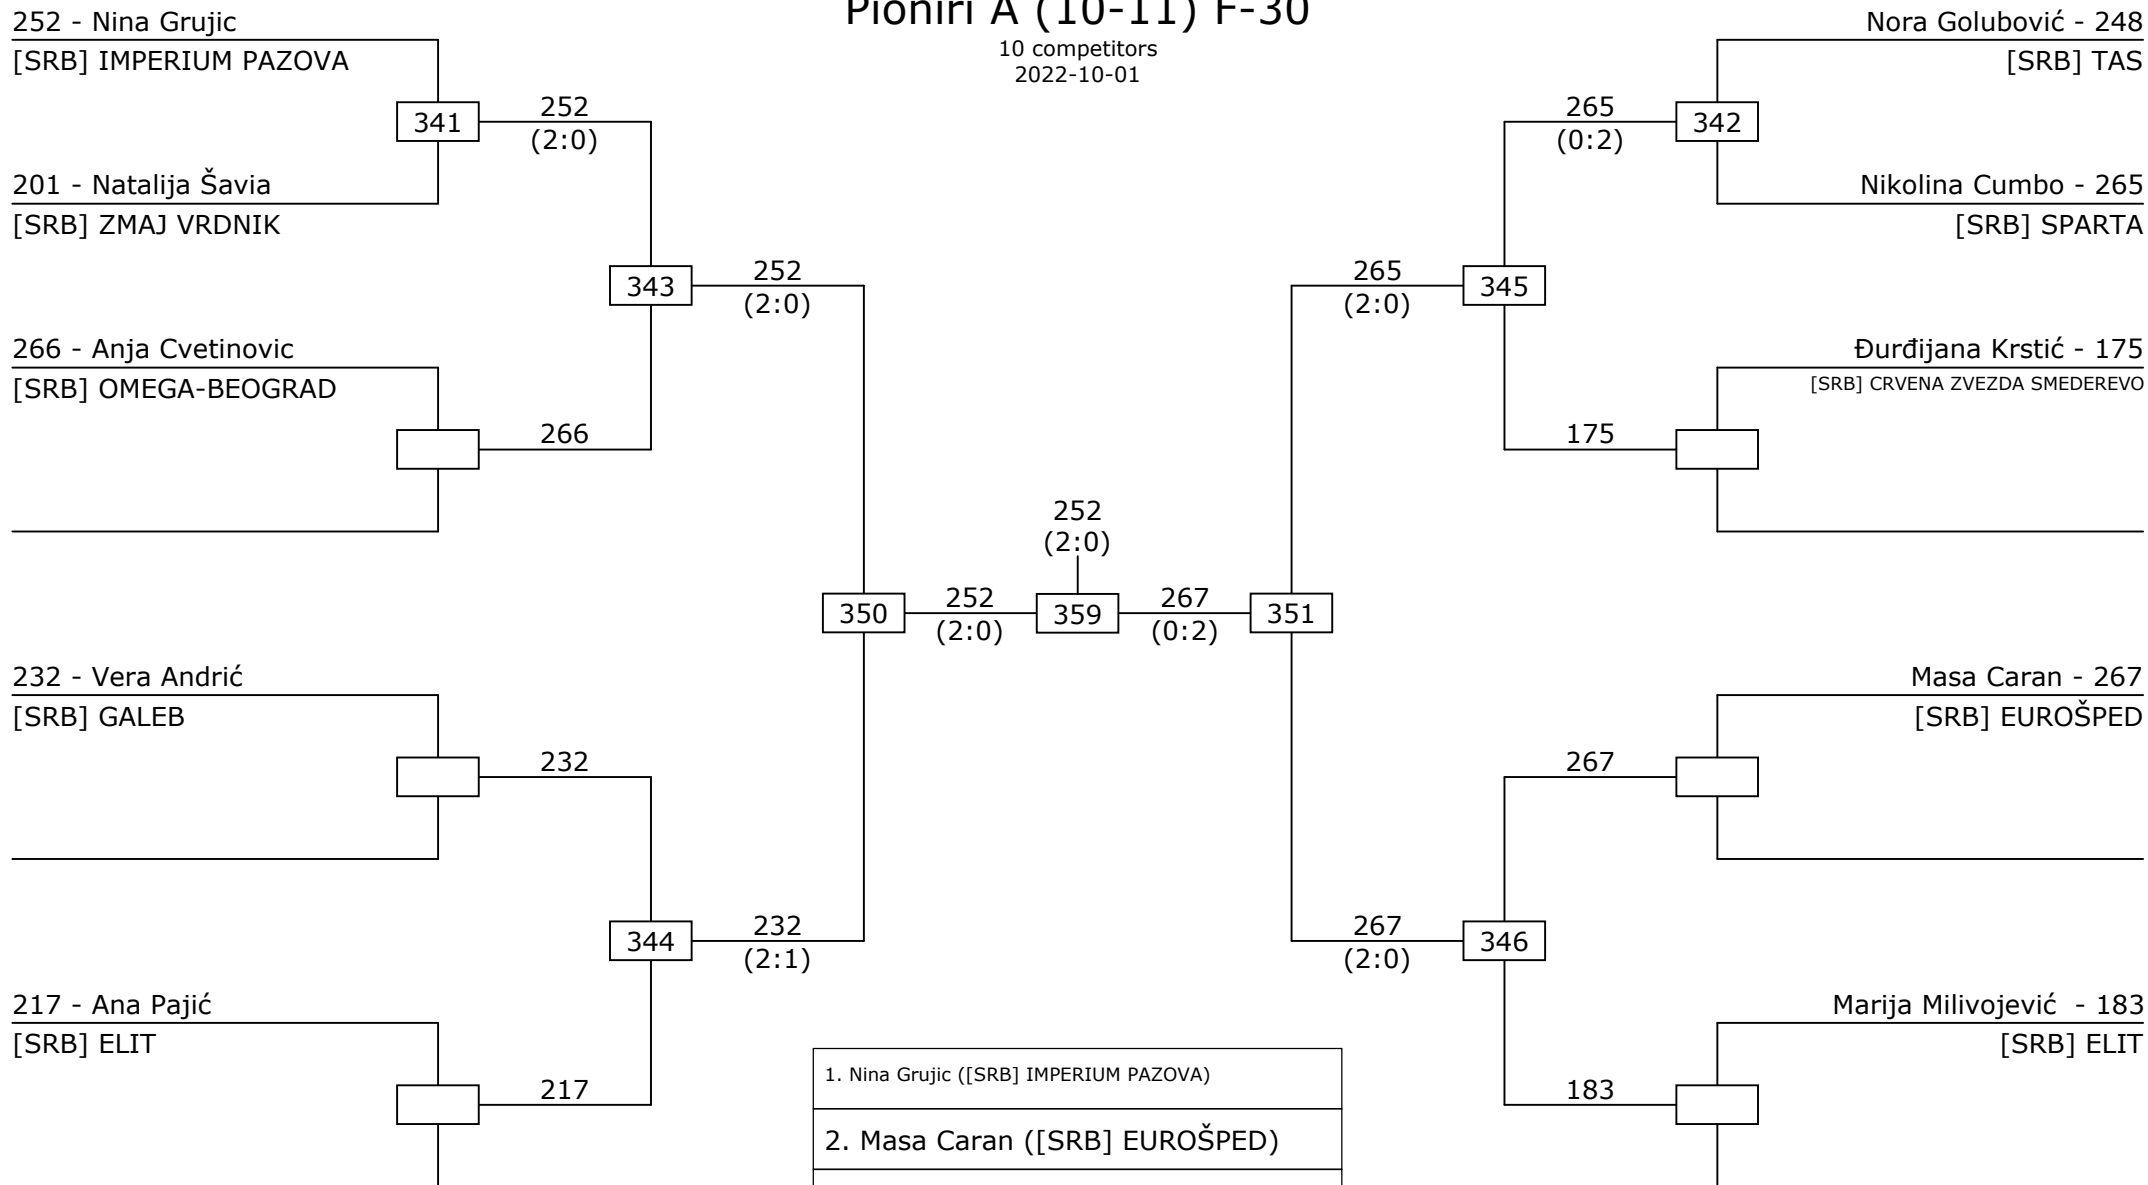 Pioniri A (10-11) F-30
10 competitors
2022-10-01
252 - Nina Grujic
[SRB] IMPERIUM PAZOVA
341
252
(2:0)
201 - Natalija Šavia
[SRB] ZMAJ VRDNIK
343
252
(2:0)
266 - Anja Cvetinovic
[SRB] OMEGA-BEOGRAD
266
232 - Vera Andrić
[SRB] GALEB
232
344
232
(2:1)
217 - Ana Pajić
[SRB] ELIT
217
350
252
(2:0)
252
(2:0)
359
267
(0:2)
351
Nora Golubović - 248
[SRB] TAS
265
(0:2)
342
Nikolina Cumbo - 265
[SRB] SPARTA
265
(2:0)
345
Đurđijana Krstić - 175
[SRB] CRVENA ZVEZDA SMEDEREVO
175
Masa Caran - 267
[SRB] EUROŠPED
267
267
(2:0)
346
Marija Milivojević  - 183
[SRB] ELIT
183
1. Nina Grujic ([SRB] IMPERIUM PAZOVA)
2. Masa Caran ([SRB] EUROŠPED)